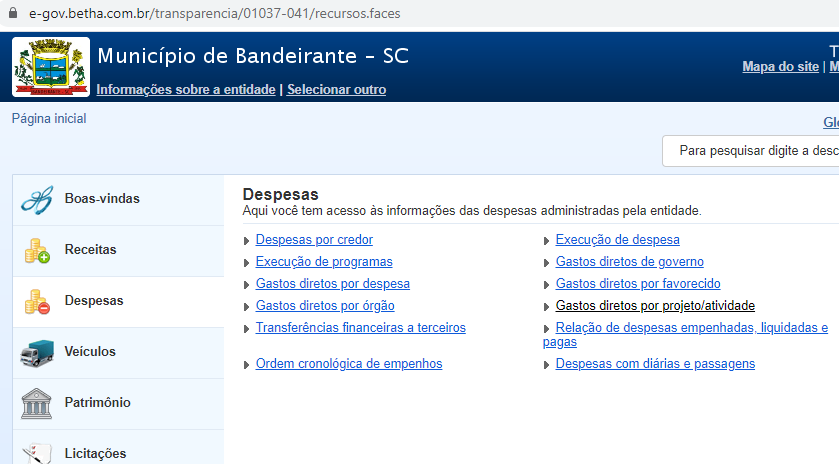 e-gov.betha.com.br/transparencia/01037-041/recursos.faces
Município de Bandeirante - SC
Informações sobre a entidade | Selecionar outro
Mapa do site |
Página inicial
Para pesquisar digite a
Boas-vindas
Receitas
Despesas
Veículos
Patrimônio
Licitações
Despesas
Aqui você tem acesso às informações das despesas administradas pela entidade.
Despesas por credor
Execução de despesa
Execução de programas
Gastos diretos de governo
Gastos diretos por despesa
Gastos diretos por favorecido
Gastos diretos por órgão
Gastos diretos por projeto/atividade
Transferências financeiras a terceiros
Relação de despesas empenhadas, liquidadas e
pagas
Ordem cronológica de empenhos
Despesas com diárias e passagens